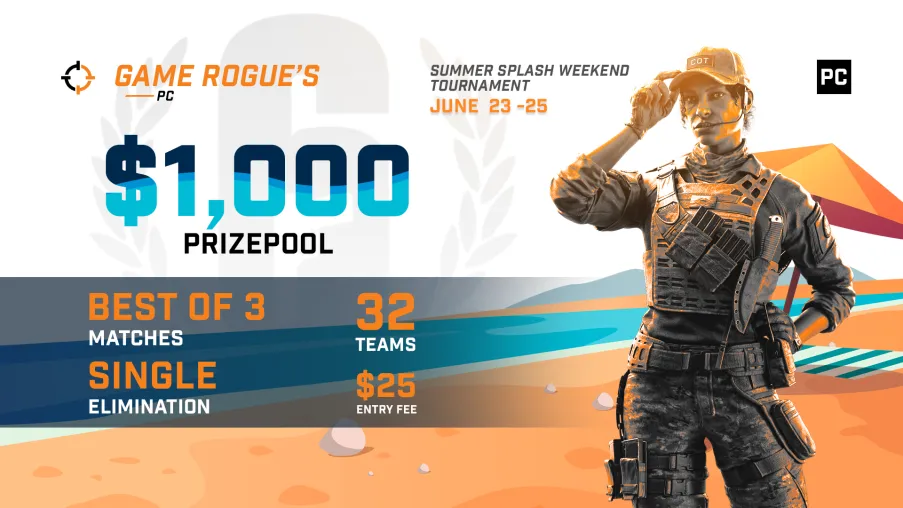 GAME ROGUE'S
PC
SUMMER SPLASH WEEKEND
TOURNAMENT
JUNE 23 -25
PC
COT
$1,000
PRIZEPOOL
BEST OF 3
MATCHES
32
TEAMS
SINGLE
ELIMINATION
$25
ENTRY FEE